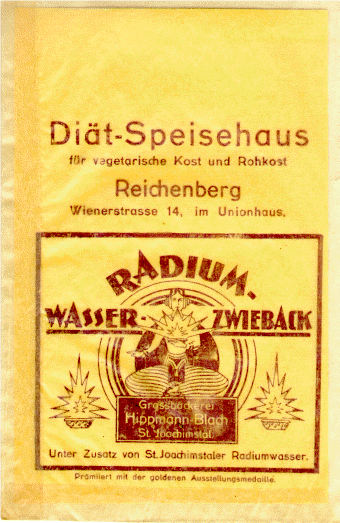 Diät-Speisehaus
für vegetarische Kost und Rohkost
Reichenberg
Wienerstrasse 14, im Unionhaus.
RADIUM-
WASSER-ZWIEBACK
Grossbäckerei
Hippmann-Blach
St. Joachimstal.
Unter Zusatz von St. Joachimstaler Radiumwasser.
Prämiiert mit der goldenen Ausstellungsmedaille.